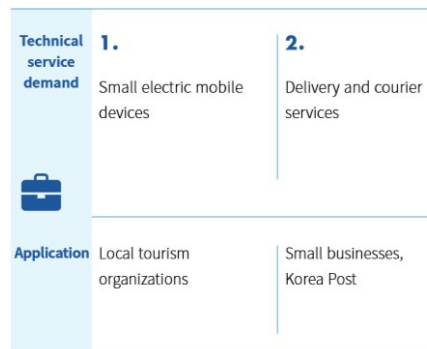 Technical
service
demand
1.
Small electric mobile
devices
2.
Delivery and courier
services
Application
Local tourism
organizations
Small businesses,
Korea Post